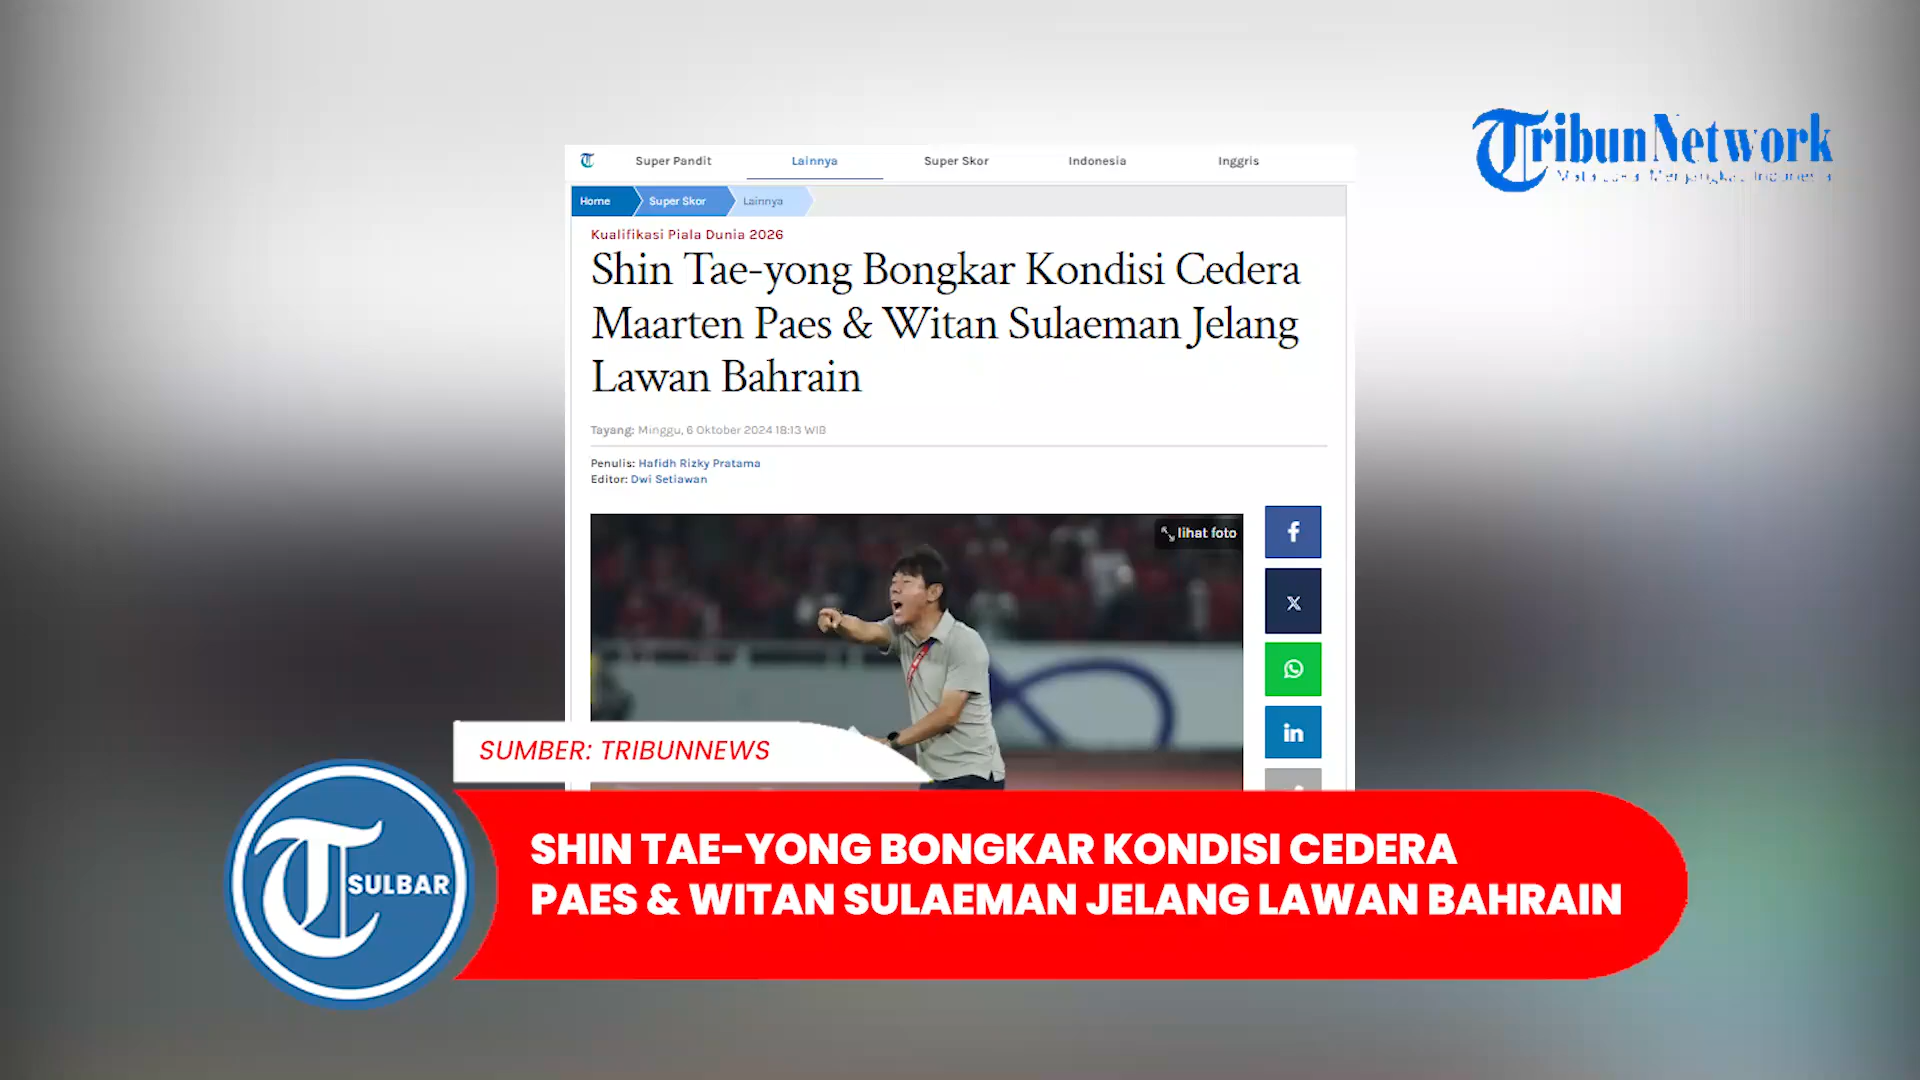 Tribun Network
Super Pandit
Lainnya
Super Skor
Indonesia
Inggris
Home
Super Skor
Lainnya
Kualifikasi Piala Dunia 2026
Shin Tae-yong Bongkar Kondisi Cedera
Maarten Paes & Witan Sulaeman Jelang
Lawan Bahrain
Tayang: Minggu, 6 Oktober 2024 18:13 WIB
Penulis: Hafidh Rizky Pratama
Editor: Dwi Setiawan
lihat foto
SUMBER: TRIBUNNEWS
SULBAR
SHIN TAE-YONG BONGKAR KONDISI CEDERA
PAES & WITAN SULAEMAN JELANG LAWAN BAHRAIN